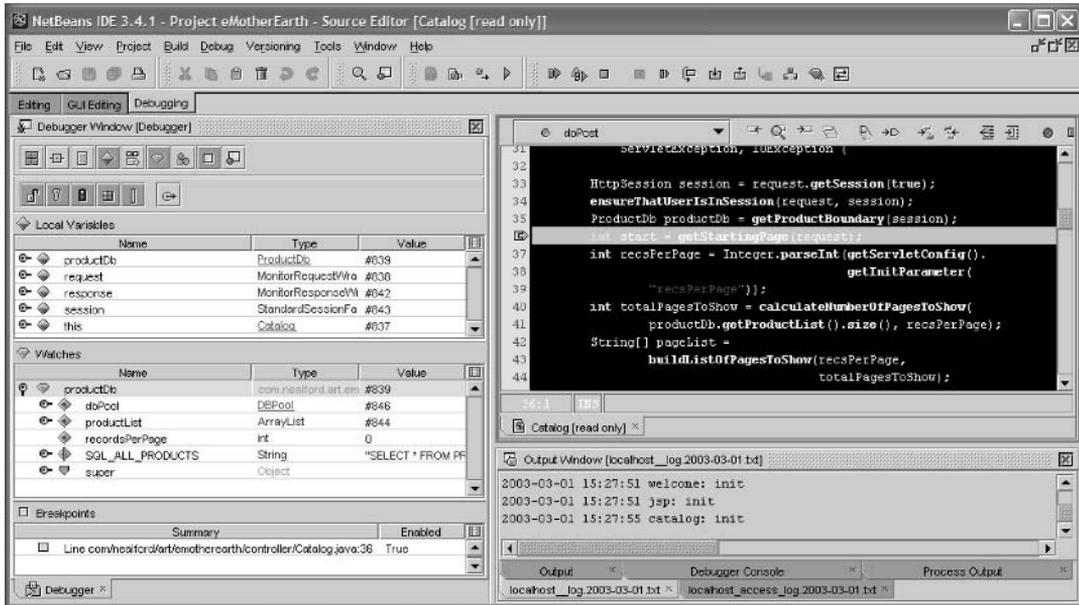 NetBeans IDE 3.4.1 - Project eMotherEarth - Source Editor [Catalog [read only]]
File Edit View Project Build Debug Versioning Tools Window Help
Editing GUI Editing Debugging
Debugger Window [Debugger]
Local Variables
Name Type Value
productDb ProductDb #839
request MonitorRequestWra #838
response MonitorResponseWr #842
session StandardSessionFa #843
this Catalog #837
Watches
Name Type Value
productDb com.nealford.art.em #839
dbPool DBPool #846
productList ArrayList #844
recordsPerPage int 0
SQL_ALL_PRODUCTS String "SELECT * FROM PR
super Object
Breakpoints
Summary Enabled
Line com/nealford/art/emotherearth/controller/Catalog.java:36 True
Debugger
doPost
31 ServletException, IOException {
32
33 HttpSession session = request.getSession(true);
34 ensureThatUserIsInSession(request, session);
35 ProductDb productDb = getProductBoundary(session);
int start = getStartingPage(request);
37 int recsPerPage = Integer.parseInt(getServletConfig().
38 getInitParameter(
39 "recsPerPage"));
40 int totalPagesToShow = calculateNumberOfPagesToShow(
41 productDb.getProductList().size(), recsPerPage);
42 String[] pageList =
43 buildListOfPagesToShow(recsPerPage,
44 totalPagesToShow);
36:1 INS
Catalog [read only]
Output Window [localhost_log.2003-03-01.txt]
2003-03-01 15:27:51 welcome: init
2003-03-01 15:27:51 jsp: init
2003-03-01 15:27:55 catalog: init
Output Debugger Console Process Output
localhost_log.2003-03-01.txt localhost_access_log.2003-03-01.txt